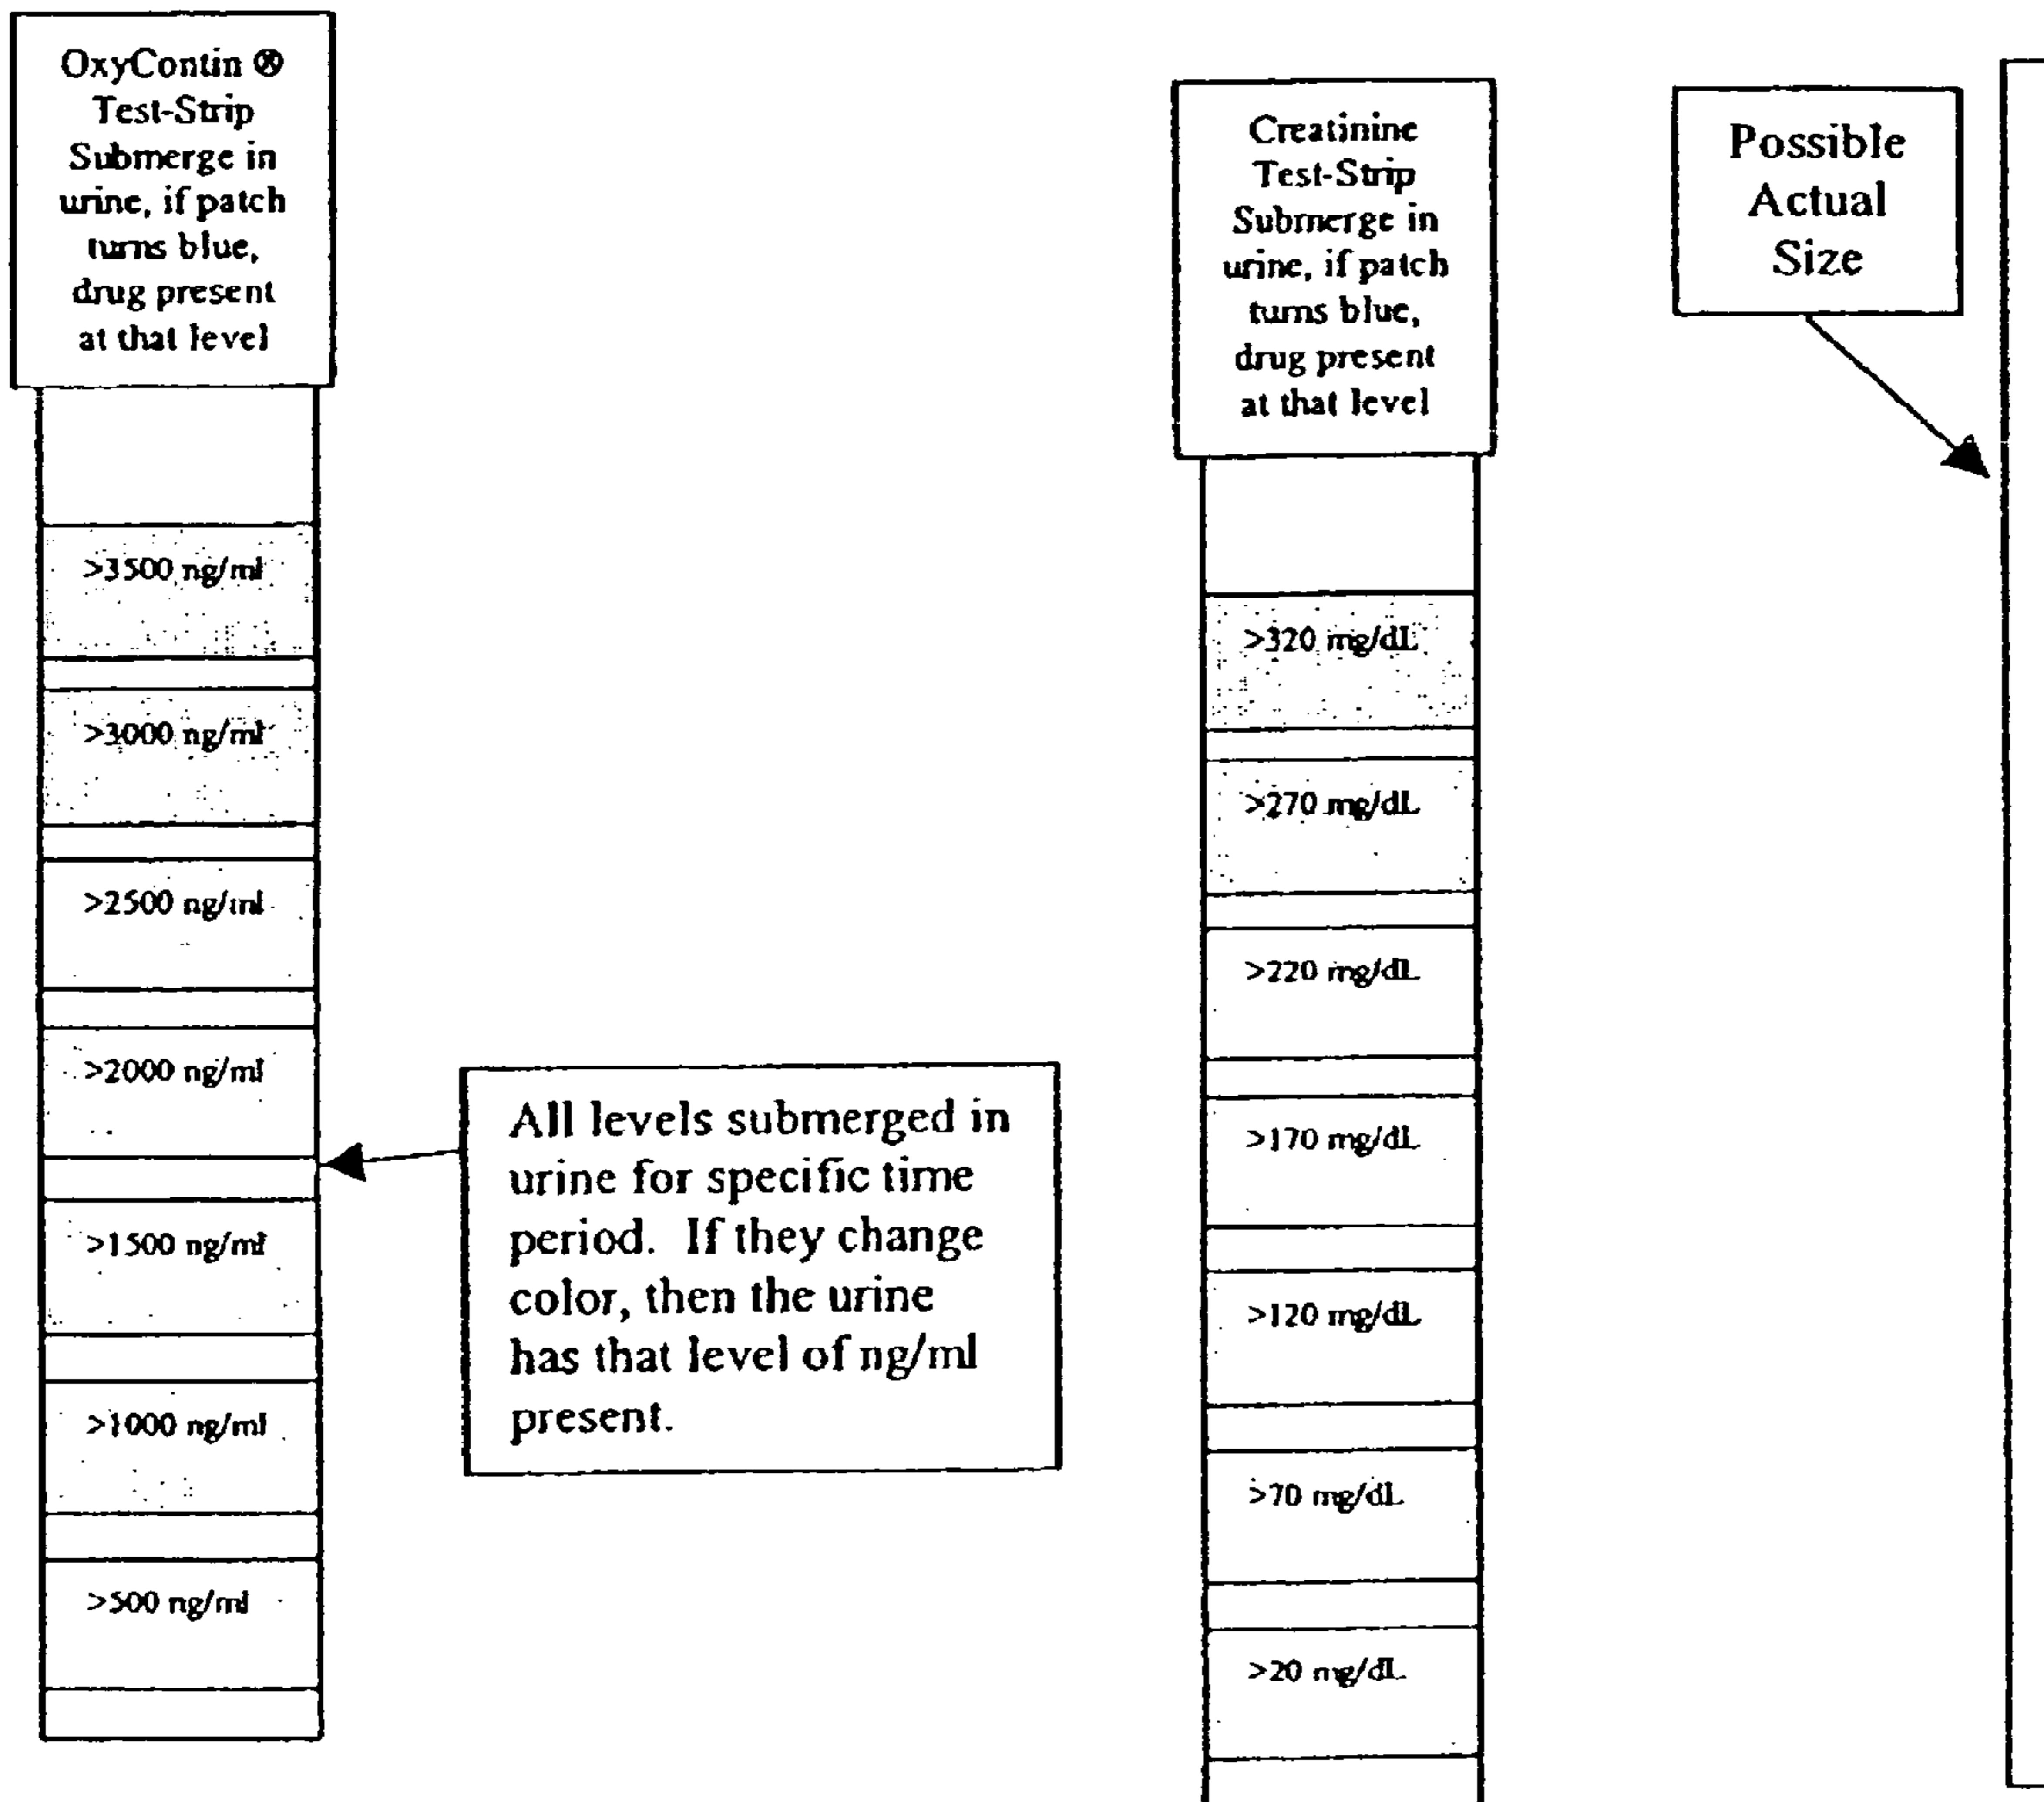 OxyContin ®
Test-Strip
Submerge in
urine, if patch
turns blue,
drug present
at that level
>3500 ng/ml
>3000 ng/ml
>2500 ng/ml
>2000 ng/ml
>1500 ng/ml
>1000 ng/ml
>500 ng/ml
All levels submerged in
urine for specific time
period. If they change
color, then the urine
has that level of ng/ml
present.
Creatinine
Test-Strip
Submerge in
urine, if patch
turns blue,
drug present
at that level
>320 mg/dL
>270 mg/dL
>220 mg/dL
>170 mg/dL
>120 mg/dL
>70 mg/dL
>20 mg/dL
Possible
Actual
Size